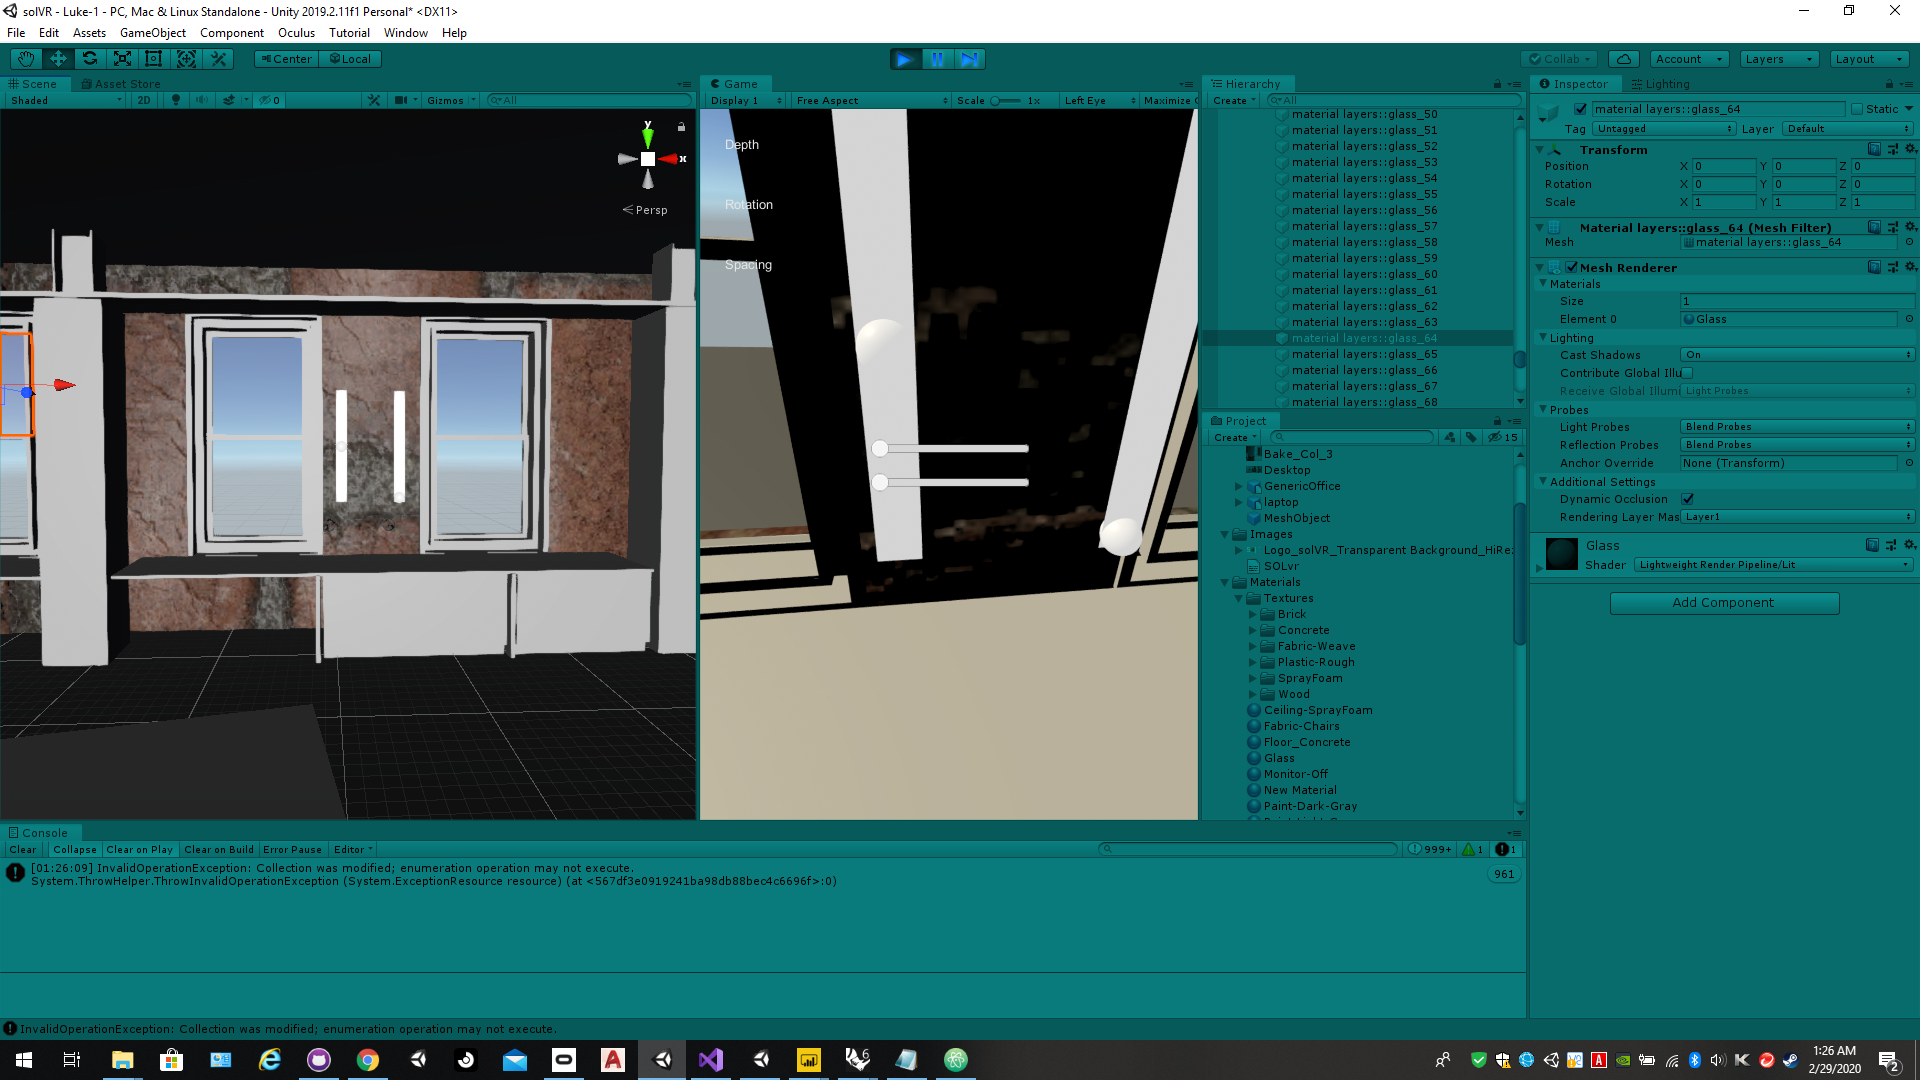 solVR - Luke-1 - PC, Mac & Linux Standalone - Unity 2019.2.11f1 Personal* <DX11>
File Edit Assets GameObject Component Oculus Tutorial Window Help
Center Local
Collab Account Layers Layout
Scene Asset Store
Shaded 2D 0 Gizmos All
y
x
Persp
Game
Display 1 Free Aspect Scale 1x Left Eye Maximize
Depth
Rotation
Spacing
Hierarchy
Create All
material layers::glass_50
material layers::glass_51
material layers::glass_52
material layers::glass_53
material layers::glass_54
material layers::glass_55
material layers::glass_56
material layers::glass_57
material layers::glass_58
material layers::glass_59
material layers::glass_60
material layers::glass_61
material layers::glass_62
material layers::glass_63
material layers::glass_64
material layers::glass_65
material layers::glass_66
material layers::glass_67
material layers::glass_68
Project
Create 15
Bake_Col_3
Desktop
GenericOffice
laptop
MeshObject
Images
Logo_solVR_Transparent Background_HiRe
SOLvr
Materials
Textures
Brick
Concrete
Fabric-Weave
Plastic-Rough
SprayFoam
Wood
Ceiling-SprayFoam
Fabric-Chairs
Floor_Concrete
Glass
Monitor-Off
New Material
Paint-Dark-Gray
Inspector Lighting
material layers::glass_64 Static
Tag Untagged Layer Default
Transform
Position X 0 Y 0 Z 0
Rotation X 0 Y 0 Z 0
Scale X 1 Y 1 Z 1
Material layers::glass_64 (Mesh Filter)
Mesh material layers::glass_64
Mesh Renderer
Materials
Size 1
Element 0 Glass
Lighting
Cast Shadows On
Contribute Global Illu
Receive Global Illumi Light Probes
Probes
Light Probes Blend Probes
Reflection Probes Blend Probes
Anchor Override None (Transform)
Additional Settings
Dynamic Occlusion
Rendering Layer Mas Layer1
Glass
Shader Lightweight Render Pipeline/Lit
Add Component
Console
Clear Collapse Clear on Play Clear on Build Error Pause Editor 999+ 1 1
[01:26:09] InvalidOperationException: Collection was modified; enumeration operation may not execute.
System.ThrowHelper.ThrowInvalidOperationException (System.ExceptionResource resource) (at <567df3e0919241ba98db88bec4c6696f>:0)
961
InvalidOperationException: Collection was modified; enumeration operation may not execute.
1:26 AM
2/29/2020
2